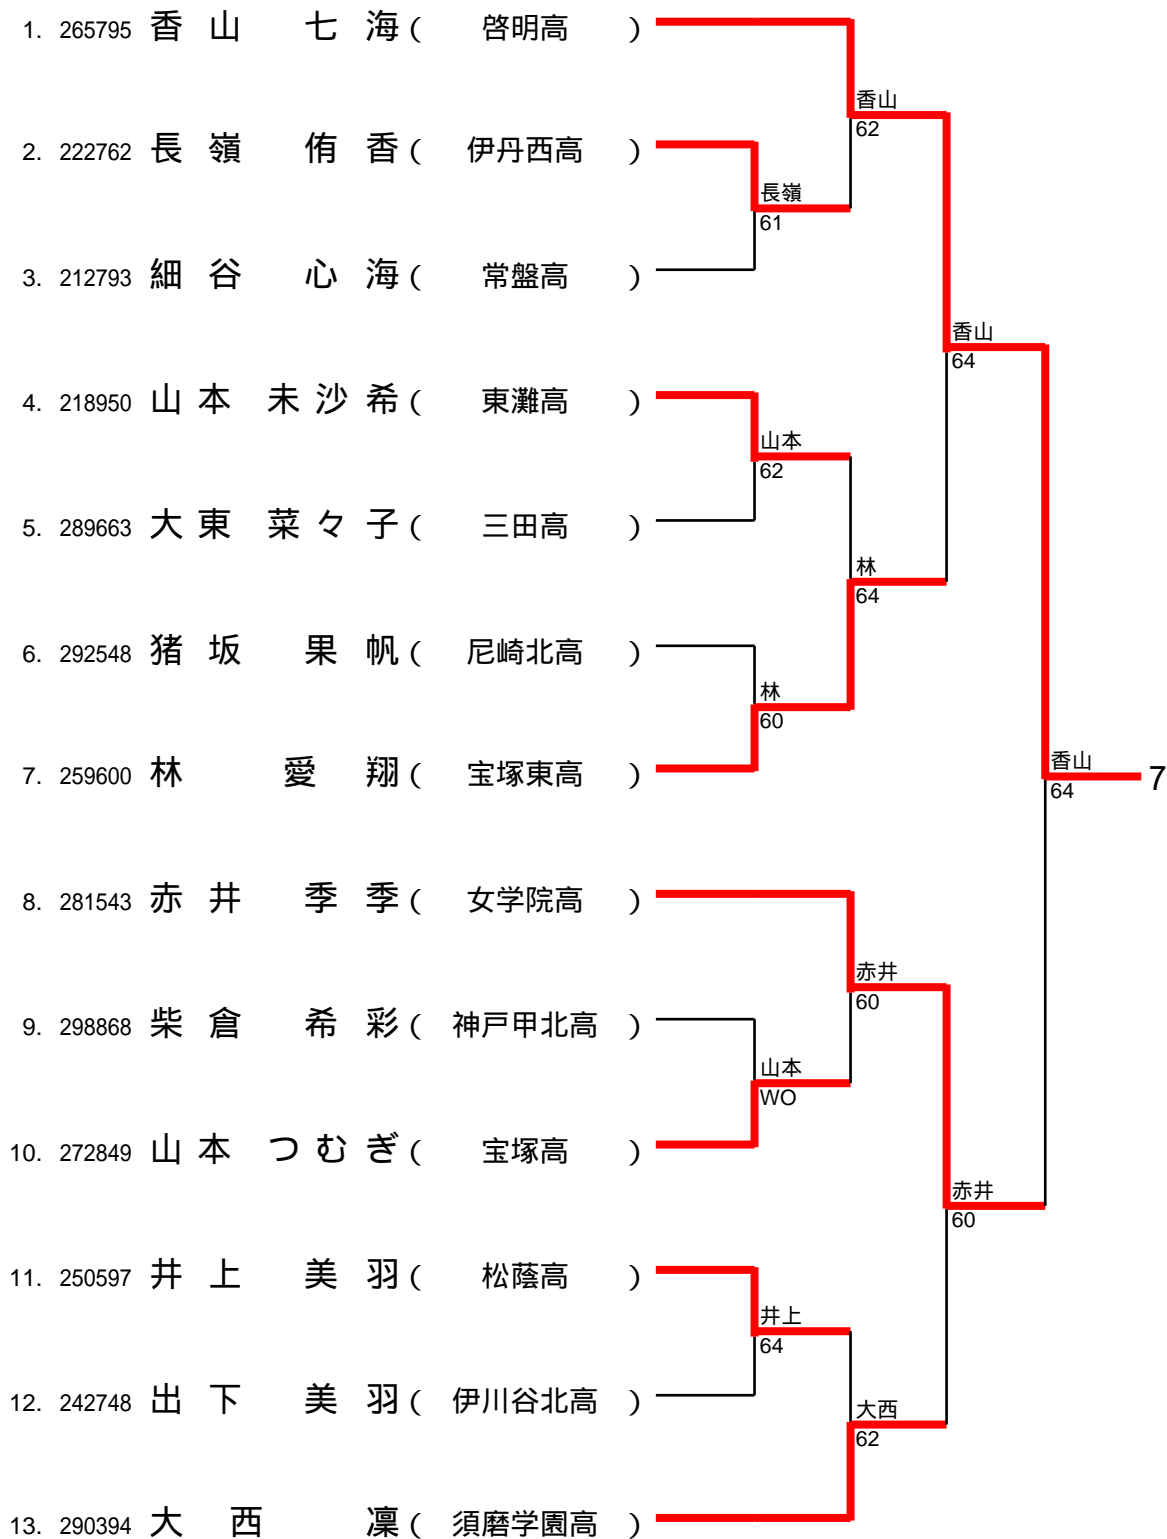 1. 265795 香山 七海 ( 啓明高 )
香山
62
2. 222762 長嶺 侑香 ( 伊丹西高 )
長嶺
61
3. 212793 細谷 心海 ( 常盤高 )
香山
64
4. 218950 山本 未沙希 ( 東灘高 )
山本
62
5. 289663 大東 菜々子 ( 三田高 )
林
64
6. 292548 猪坂 果帆 ( 尼崎北高 )
林
60
7. 259600 林 愛翔 ( 宝塚東高 )
香山
64
7
8. 281543 赤井 季季 ( 女学院高 )
赤井
60
9. 298868 柴倉 希彩 ( 神戸甲北高 )
山本
WO
10. 272849 山本 つむぎ ( 宝塚高 )
赤井
60
11. 250597 井上 美羽 ( 松蔭高 )
井上
64
12. 242748 出下 美羽 ( 伊川谷北高 )
大西
62
13. 290394 大西 凜 ( 須磨学園高 )